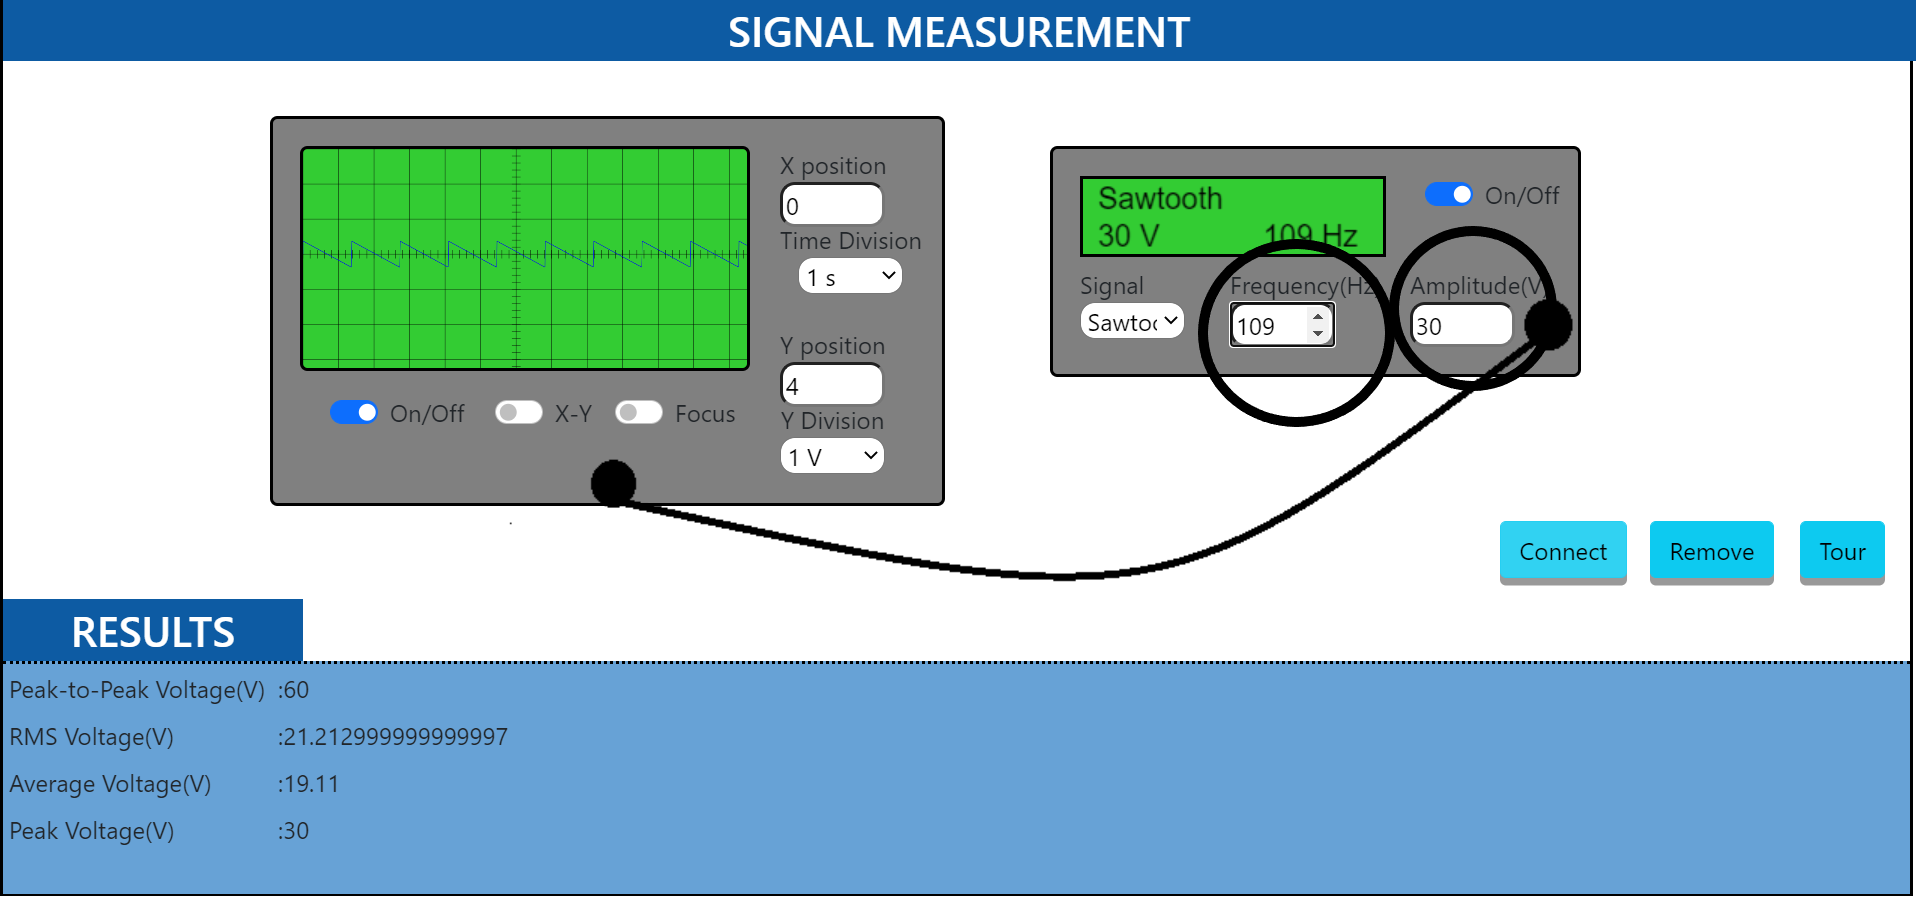 SIGNAL MEASUREMENT
X position
0
Time Division
1 s
Y position
4
Y Division
1 V
On/Off
X-Y
Focus
Sawtooth
30 V 109 Hz
On/Off
Signal Frequency(Hz Amplitude(V
Sawtoo 109 30
Connect Remove Tour
RESULTS
Peak-to-Peak Voltage(V) :60
RMS Voltage(V) :21.212999999999997
Average Voltage(V) :19.11
Peak Voltage(V) :30